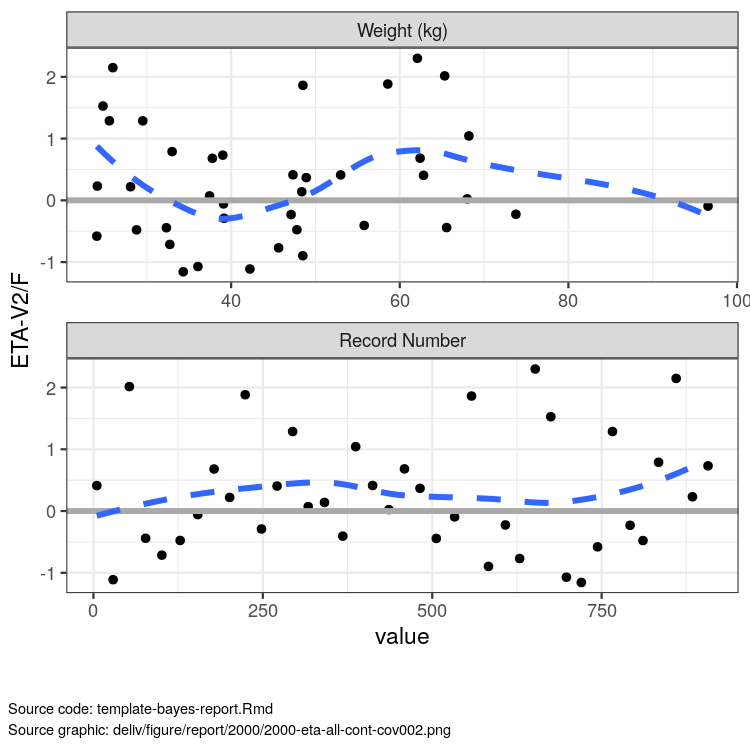 Weight (kg)
2
1
0
-1
40
60
80
100
ETA-V2/F
Record Number
2
1
0
-1
0
250
500
750
value
Source code: template-bayes-report.Rmd
Source graphic: deliv/figure/report/2000/2000-eta-all-cont-cov002.png